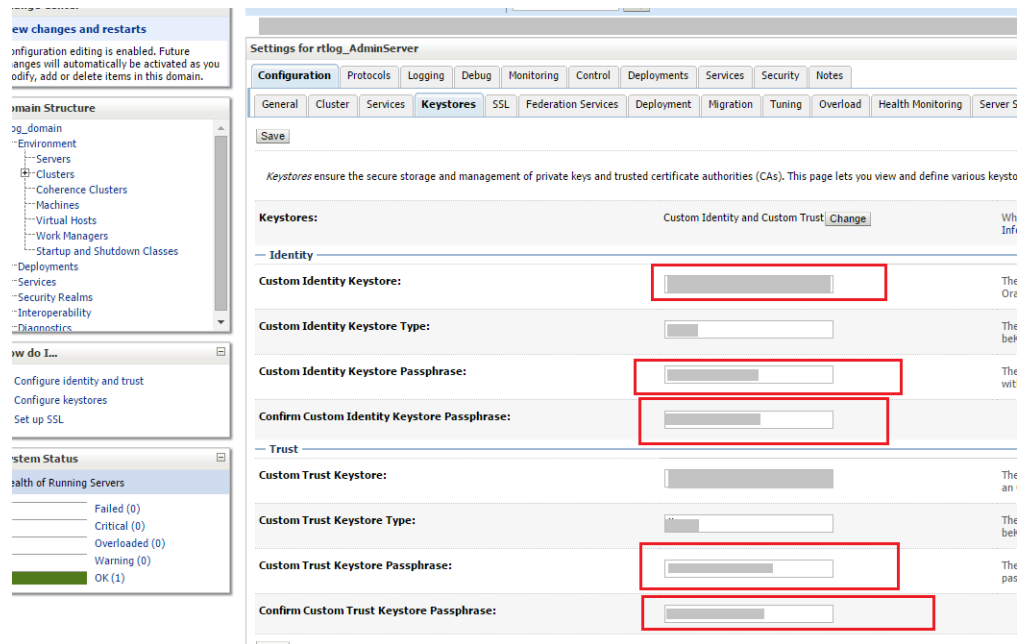 ew changes and restarts
onfiguration editing is enabled. Future
anges will automatically be activated as you
odify, add or delete items in this domain.
omain Structure
og_domain
Environment
Servers
Clusters
Coherence Clusters
Machines
Virtual Hosts
Work Managers
Startup and Shutdown Classes
Deployments
Services
Security Realms
Interoperability
Diagnostics
ow do I...
Configure identity and trust
Configure keystores
Set up SSL
stem Status
ealth of Running Servers
Failed (0)
Critical (0)
Overloaded (0)
Warning (0)
OK (1)
Settings for rtlog_AdminServer
Configuration Protocols Logging Debug Monitoring Control Deployments Services Security Notes
General Cluster Services Keystores SSL Federation Services Deployment Migration Tuning Overload Health Monitoring Server S
Save
Keystores ensure the secure storage and management of private keys and trusted certificate authorities (CAs). This page lets you view and define various keysto
Keystores: Custom Identity and Custom Trust Change Wh
Inf
Identity
Custom Identity Keystore: The
Ora
Custom Identity Keystore Type: The
beK
Custom Identity Keystore Passphrase: The
wit
Confirm Custom Identity Keystore Passphrase:
Trust
Custom Trust Keystore: The
an
Custom Trust Keystore Type: The
beK
Custom Trust Keystore Passphrase: The
pas
Confirm Custom Trust Keystore Passphrase: